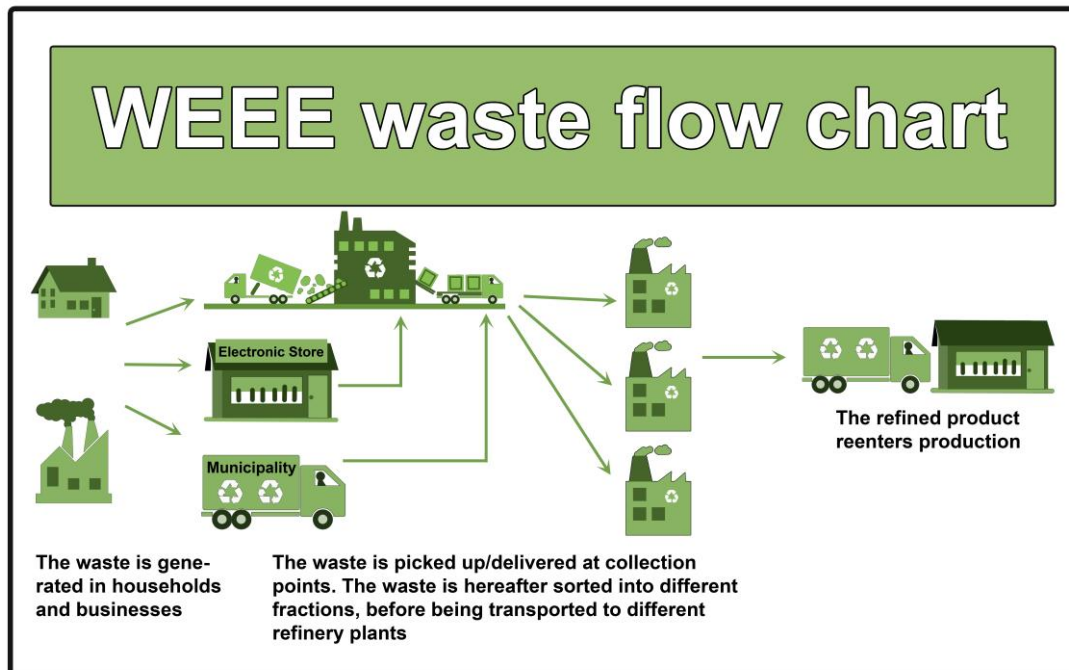 WEEE waste flow chart
Electronic Store
Municipality
The waste is gene-
rated in households
and businesses
The waste is picked up/delivered at collection
points. The waste is hereafter sorted into different
fractions, before being transported to different
refinery plants
The refined product
reenters production